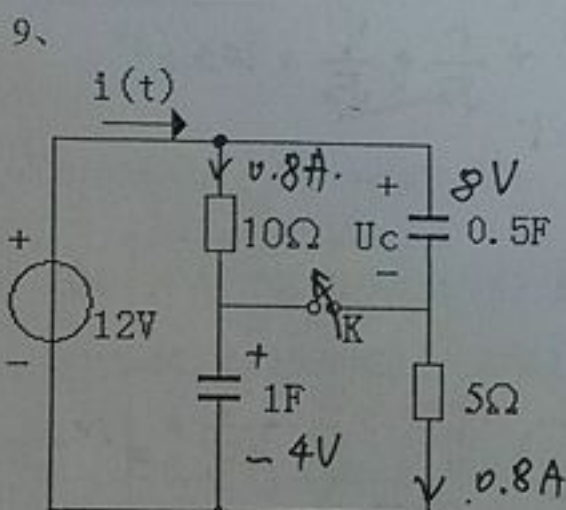 9、
i(t)
0.8A.
+ 8V
10Ω Uc 0.5F
-
+
12V
-
K
+
1F
5Ω
- 4V
0.8A